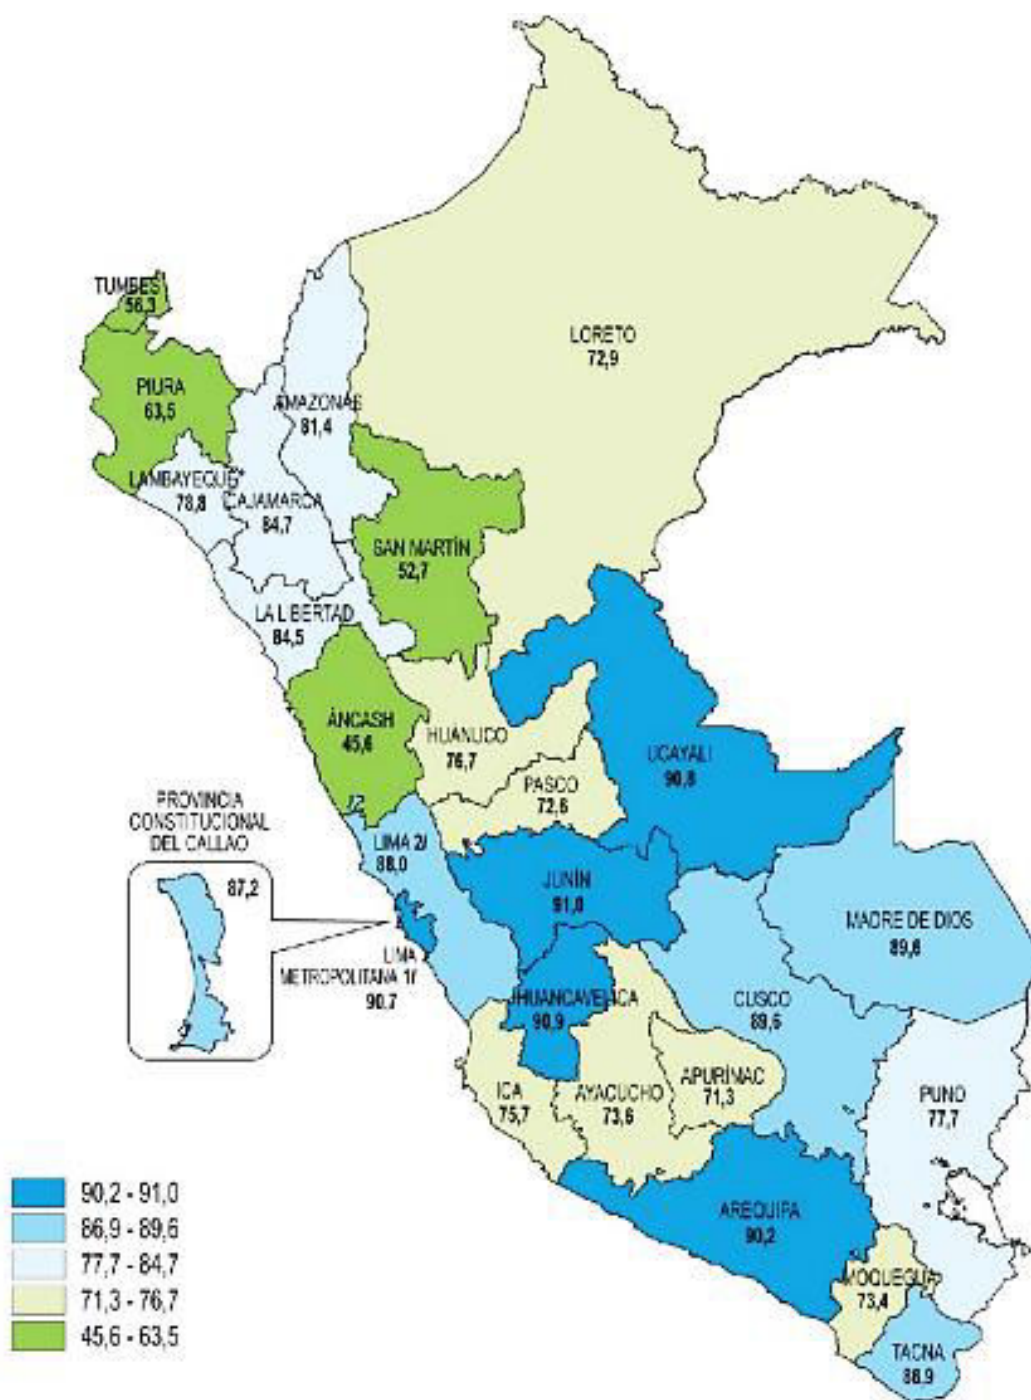 TUMBES
56,3
LORETO
72,9
PIURA
63,5
AMAZONAS
81,4
LAMBAYEQUE*
78,8
CAJAMARCA
84,7
SAN MARTÍN
52,7
LA LIBERTAD
84,5
ÁNCASH
45,6
HUÁNUCO
76,7
UCAYALI
90,8
PASCO
72,6
PROVINCIA
CONSTITUCIONAL
DEL CALLAO
87,2
LIMA 2/
88,0
JUNÍN
91,0
MADRE DE DIOS
89,6
LIMA
METROPOLITANA 1/
90,7
HUANCAVELICA
90,9
CUSCO
89,6
ICA
75,7
AYACUCHO
73,6
APURÍMAC
71,3
PUNO
77,7
AREQUIPA
90,2
MOQUEGUA
73,4
TACNA
88,9
90,2 - 91,0
86,9 - 89,6
77,7 - 84,7
71,3 - 76,7
45,6 - 63,5